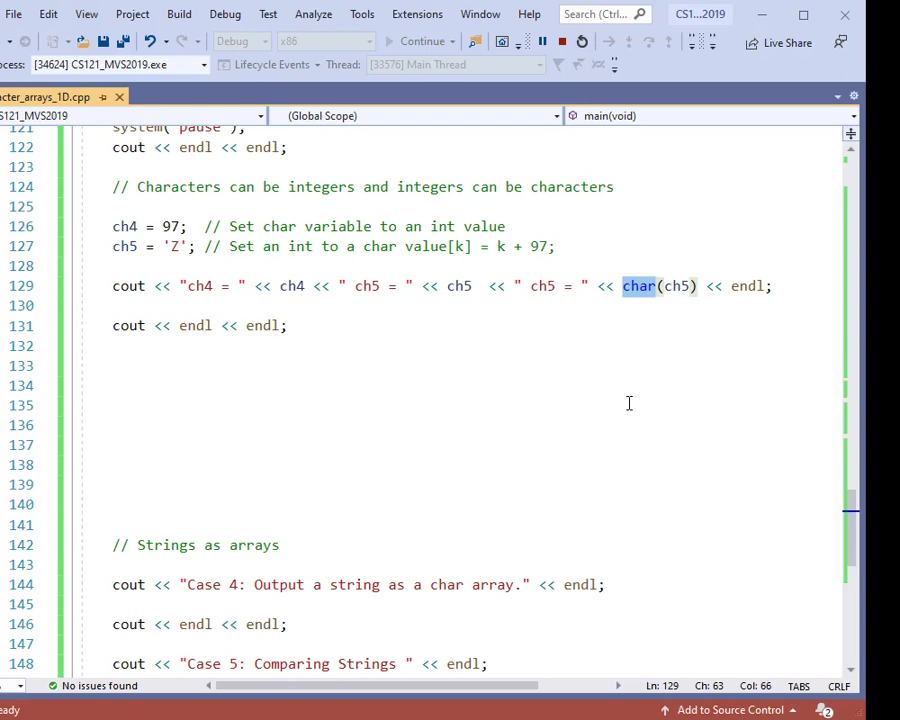 File Edit View Project Build Debug Test Analyze Tools Extensions Window Help Search (Ctrl... CS1...2019
Debug x86 Continue Live Share
ocess: [34624] CS121_MVS2019.exe Lifecycle Events Thread: [33576] Main Thread
cter_arrays_1D.cpp
S121_MVS2019 (Global Scope) main(void)
121 system("pause");
122 cout << endl << endl;
123
124 // Characters can be integers and integers can be characters
125
126 ch4 = 97; // Set char variable to an int value
127 ch5 = 'Z'; // Set an int to a char value[k] = k + 97;
128
129 cout << "ch4 = " << ch4 << " ch5 = " << ch5 << " ch5 = " << char(ch5) << endl;
130
131 cout << endl << endl;
132
133
134
135
136
137
138
139
140
141
142 // Strings as arrays
143
144 cout << "Case 4: Output a string as a char array." << endl;
145
146 cout << endl << endl;
147
148 cout << "Case 5: Comparing Strings " << endl;
% No issues found Ln: 129 Ch: 63 Col: 66 TABS CRLF
eady Add to Source Control 2